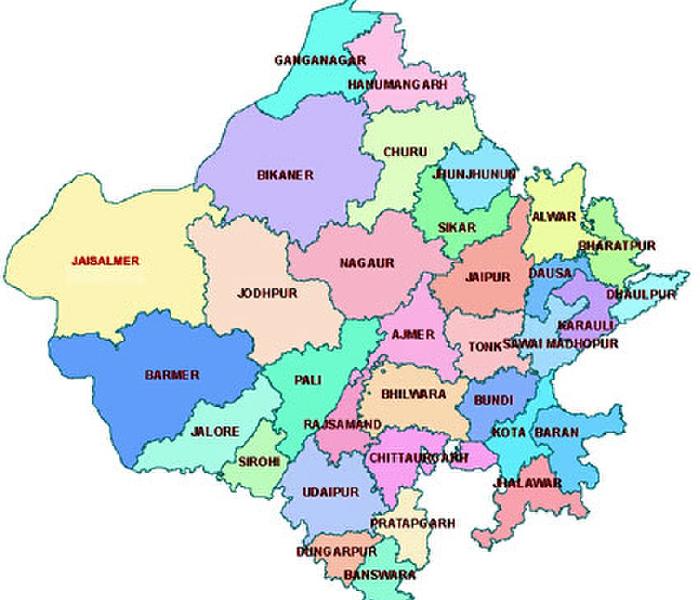 GANGANAGAR
HANUMANGARH
CHURU
BIKANER
JHUNJHUNUN
ALWAR
SIKAR
BHARATPUR
JAISALMER
NAGAUR
JAIPUR
DAUSA
JODHPUR
DHAULPUR
KARAULI
AJMER
TONK
SAWAI MADHOPUR
BARMER
PALI
BHILWARA
BUNDI
RAJSAMAND
JALORE
KOTA
BARAN
SIROHI
CHITTAURGARH
JHALAWAR
UDAIPUR
PRATAPGARH
DUNGARPUR
BANSWARA